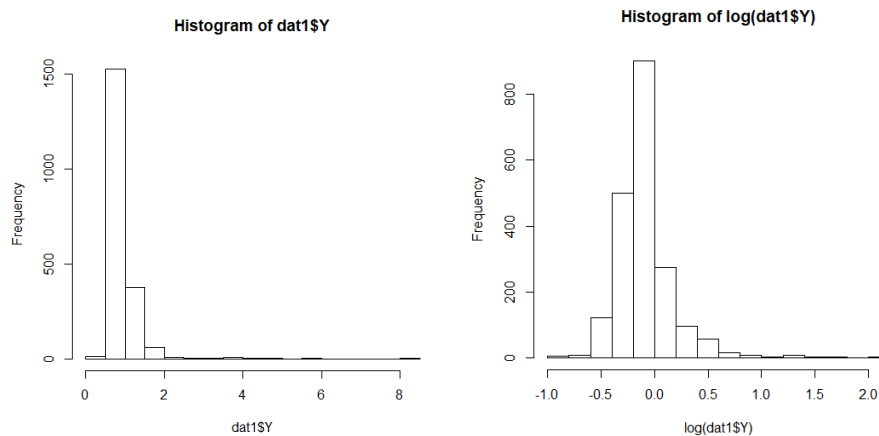 Histogram of dat1$Y
Frequency
0
500
1000
1500
0 2 4 6 8
dat1$Y
Histogram of log(dat1$Y)
Frequency
0
200
400
600
800
-1.0 -0.5 0.0 0.5 1.0 1.5 2.0
log(dat1$Y)